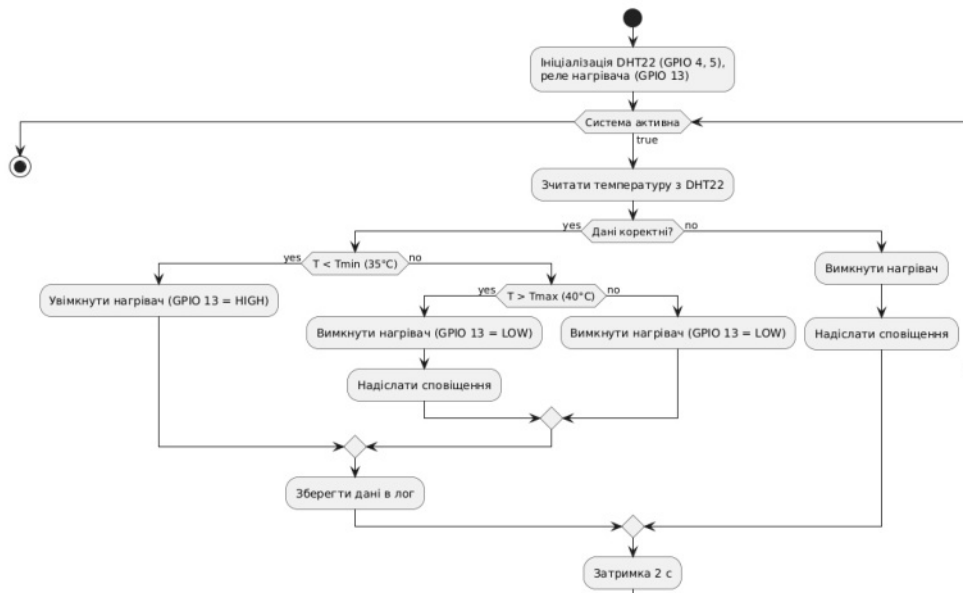 Ініціалізація DHT22 (GPIO 4, 5),
реле нагрівача (GPIO 13)
Система активна
true
Зчитати температуру з DHT22
yes
Дані коректні?
no
yes
T < Tmin (35°C)
no
Вимкнути нагрівач
Увімкнути нагрівач (GPIO 13 = HIGH)
yes
T > Tmax (40°C)
no
Вимкнути нагрівач (GPIO 13 = LOW)
Вимкнути нагрівач (GPIO 13 = LOW)
Надіслати сповіщення
Надіслати сповіщення
Зберегти дані в лог
Затримка 2 с